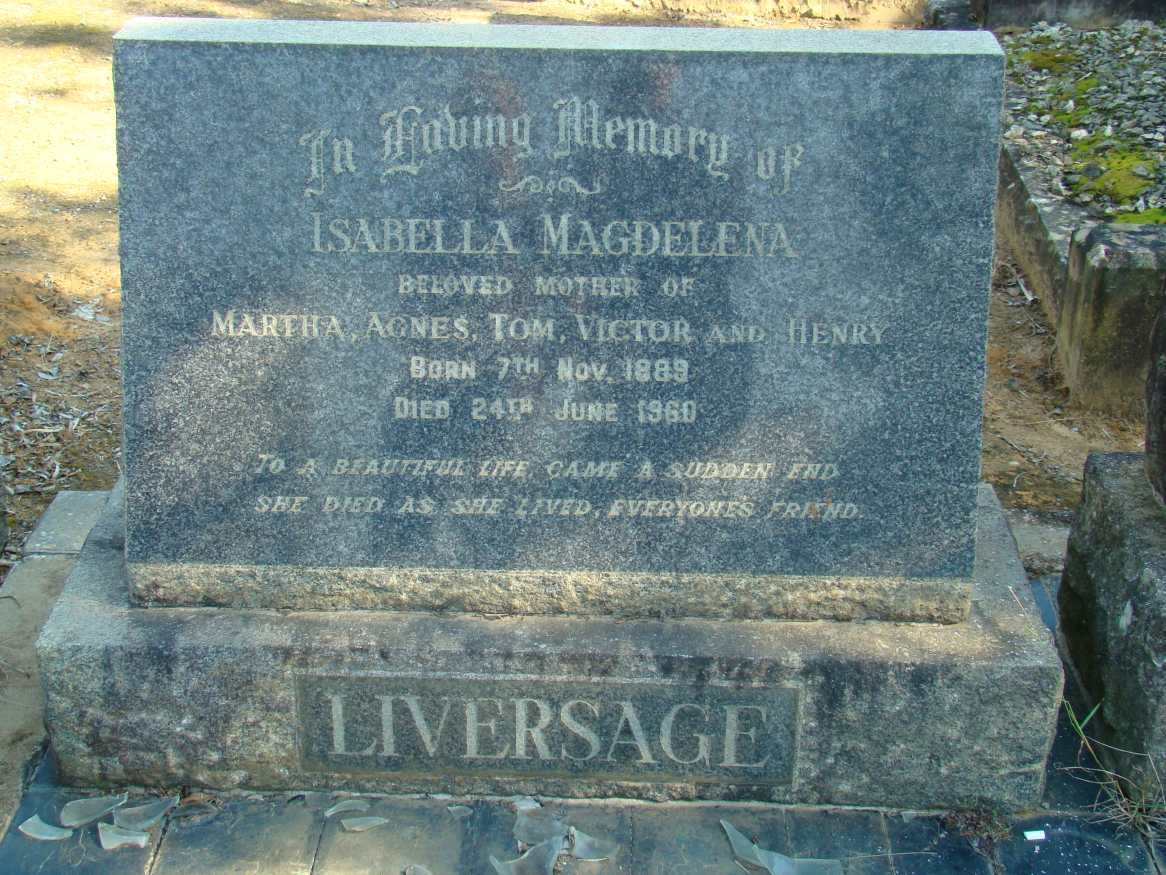 In Loving Memory of
ISABELLA MAGDELENA
BELOVED MOTHER OF
MARTHA, AGNES, TOM, VICTOR AND HENRY
BORN 7TH NOV. 1889
DIED 24TH JUNE 1960
TO A BEAUTIFUL LIFE CAME A SUDDEN END
SHE DIED AS SHE LIVED, EVERYONE'S FRIEND.
LIVERSAGE